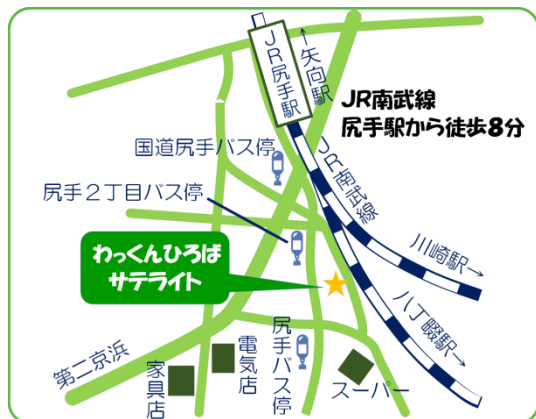 JR尻手駅
←矢向駅
JR南武線
尻手駅から徒歩8分
国道尻手バス停
JR南武線
尻手2丁目バス停
川崎駅→
わっくんひろば
サテライト
八丁畷駅→
第二京浜
家具店
電気店
尻手バス停
スーパー